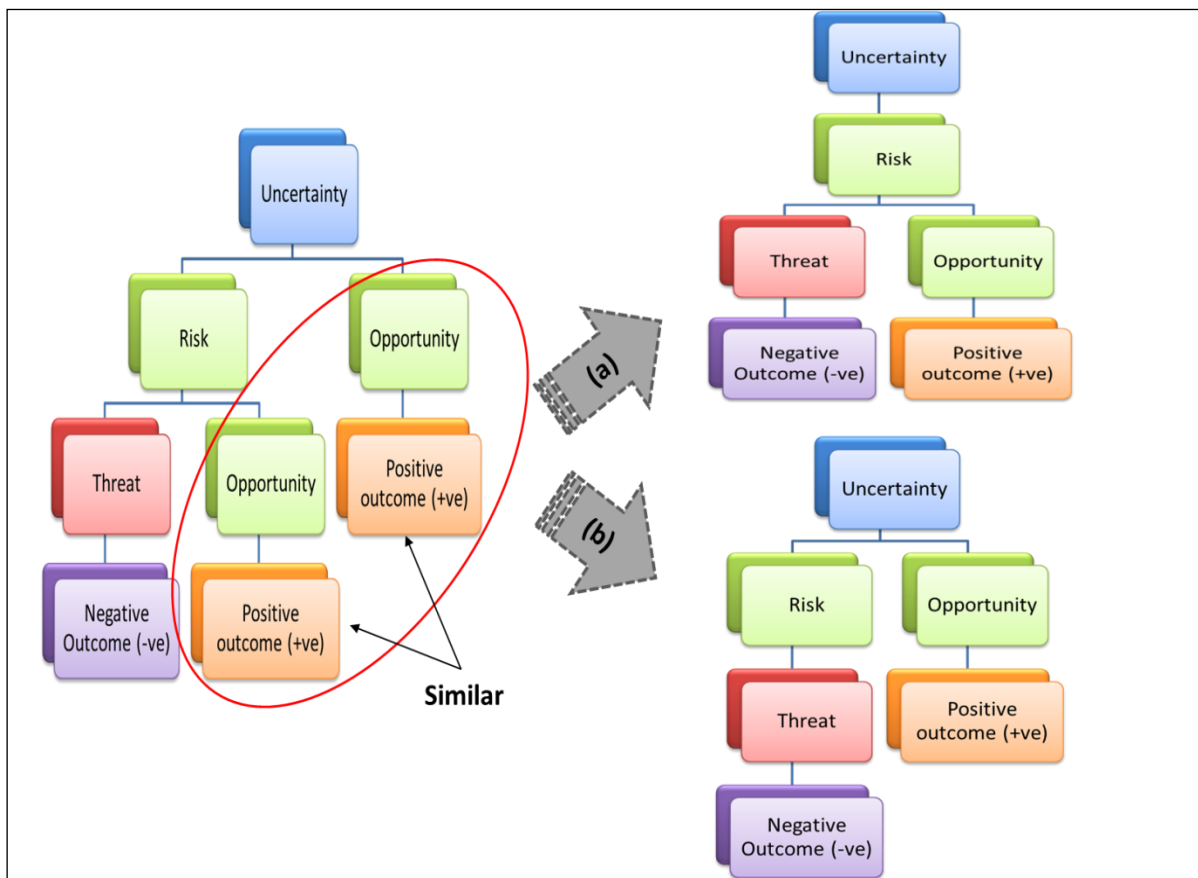 Uncertainty
Risk
Opportunity
Threat
Opportunity
Positive
outcome (+ve)
Negative
Outcome (-ve)
Positive
outcome (+ve)
Similar
(a)
(b)
Uncertainty
Risk
Threat
Opportunity
Negative
Outcome (-ve)
Positive
outcome (+ve)
Uncertainty
Risk
Opportunity
Threat
Positive
outcome (+ve)
Negative
Outcome (-ve)